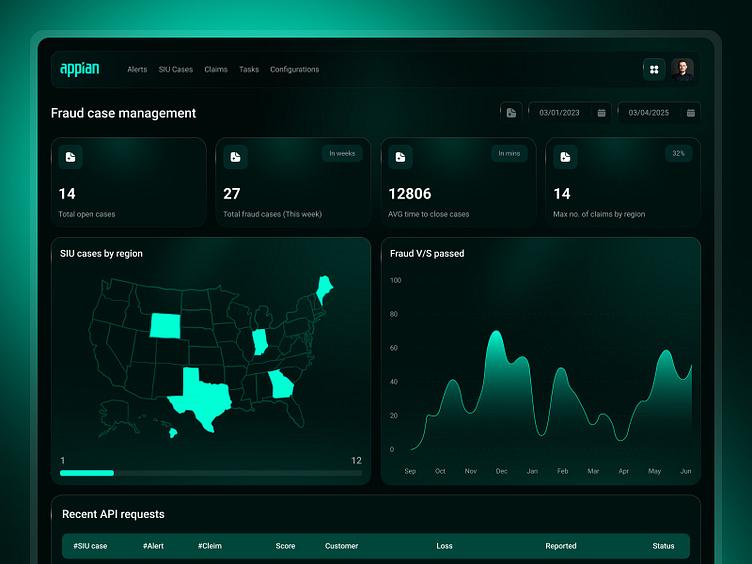 appian
Alerts SIU Cases Claims Tasks Configurations
Fraud case management
03/01/2023
03/04/2025
14
Total open cases
In weeks
27
Total fraud cases (This week)
In mins
12806
AVG time to close cases
32%
14
Max no. of claims by region
SIU cases by region
1
12
Fraud V/S passed
100
80
60
40
20
0
Sep Oct Nov Dec Jan Feb Mar Apr May Jun
Recent API requests
#SIU case #Alert #Cleim Score Customer Loss Reported Status